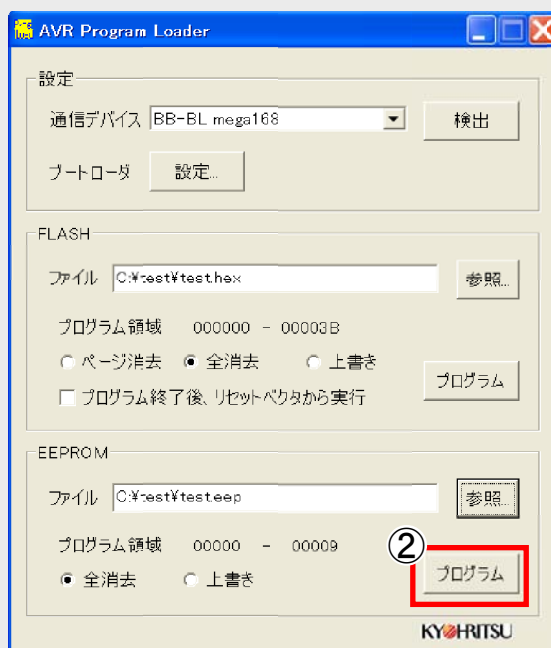 AVR Program Loader
設定
通信デバイス BB-BL mega168 検出
ブートローダ 設定...
FLASH
ファイル C:¥test¥test.hex 参照...
プログラム領域 000000 - 00003B
ページ消去 全消去 上書き
プログラム終了後、リセットベクタから実行
プログラム
EEPROM
ファイル C:¥test¥test.eep 参照...
プログラム領域 00000 - 00009
②
全消去 上書き
プログラム
KYOHRITSU